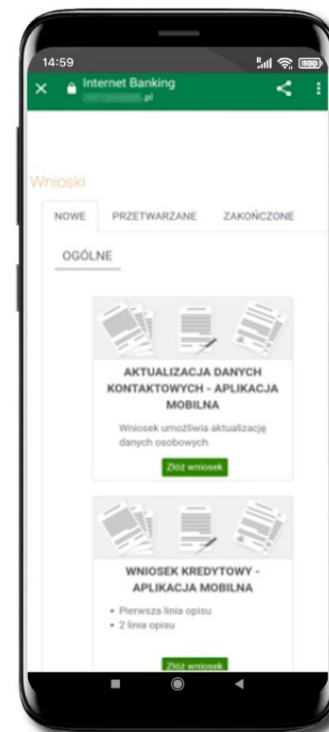 14:59
Internet Banking
.pl
Wnioski
NOWE PRZETWARZANE ZAKOŃCZONE
OGÓLNE
AKTUALIZACJA DANYCH
KONTAKTOWYCH - APLIKACJA
MOBILNA
Wniosek umożliwia aktualizację
danych osobowych
Złóż wniosek
WNIOSEK KREDYTOWY -
APLIKACJA MOBILNA
• Pierwsza linia opisu
• 2 linia opisu
Złóż wniosek